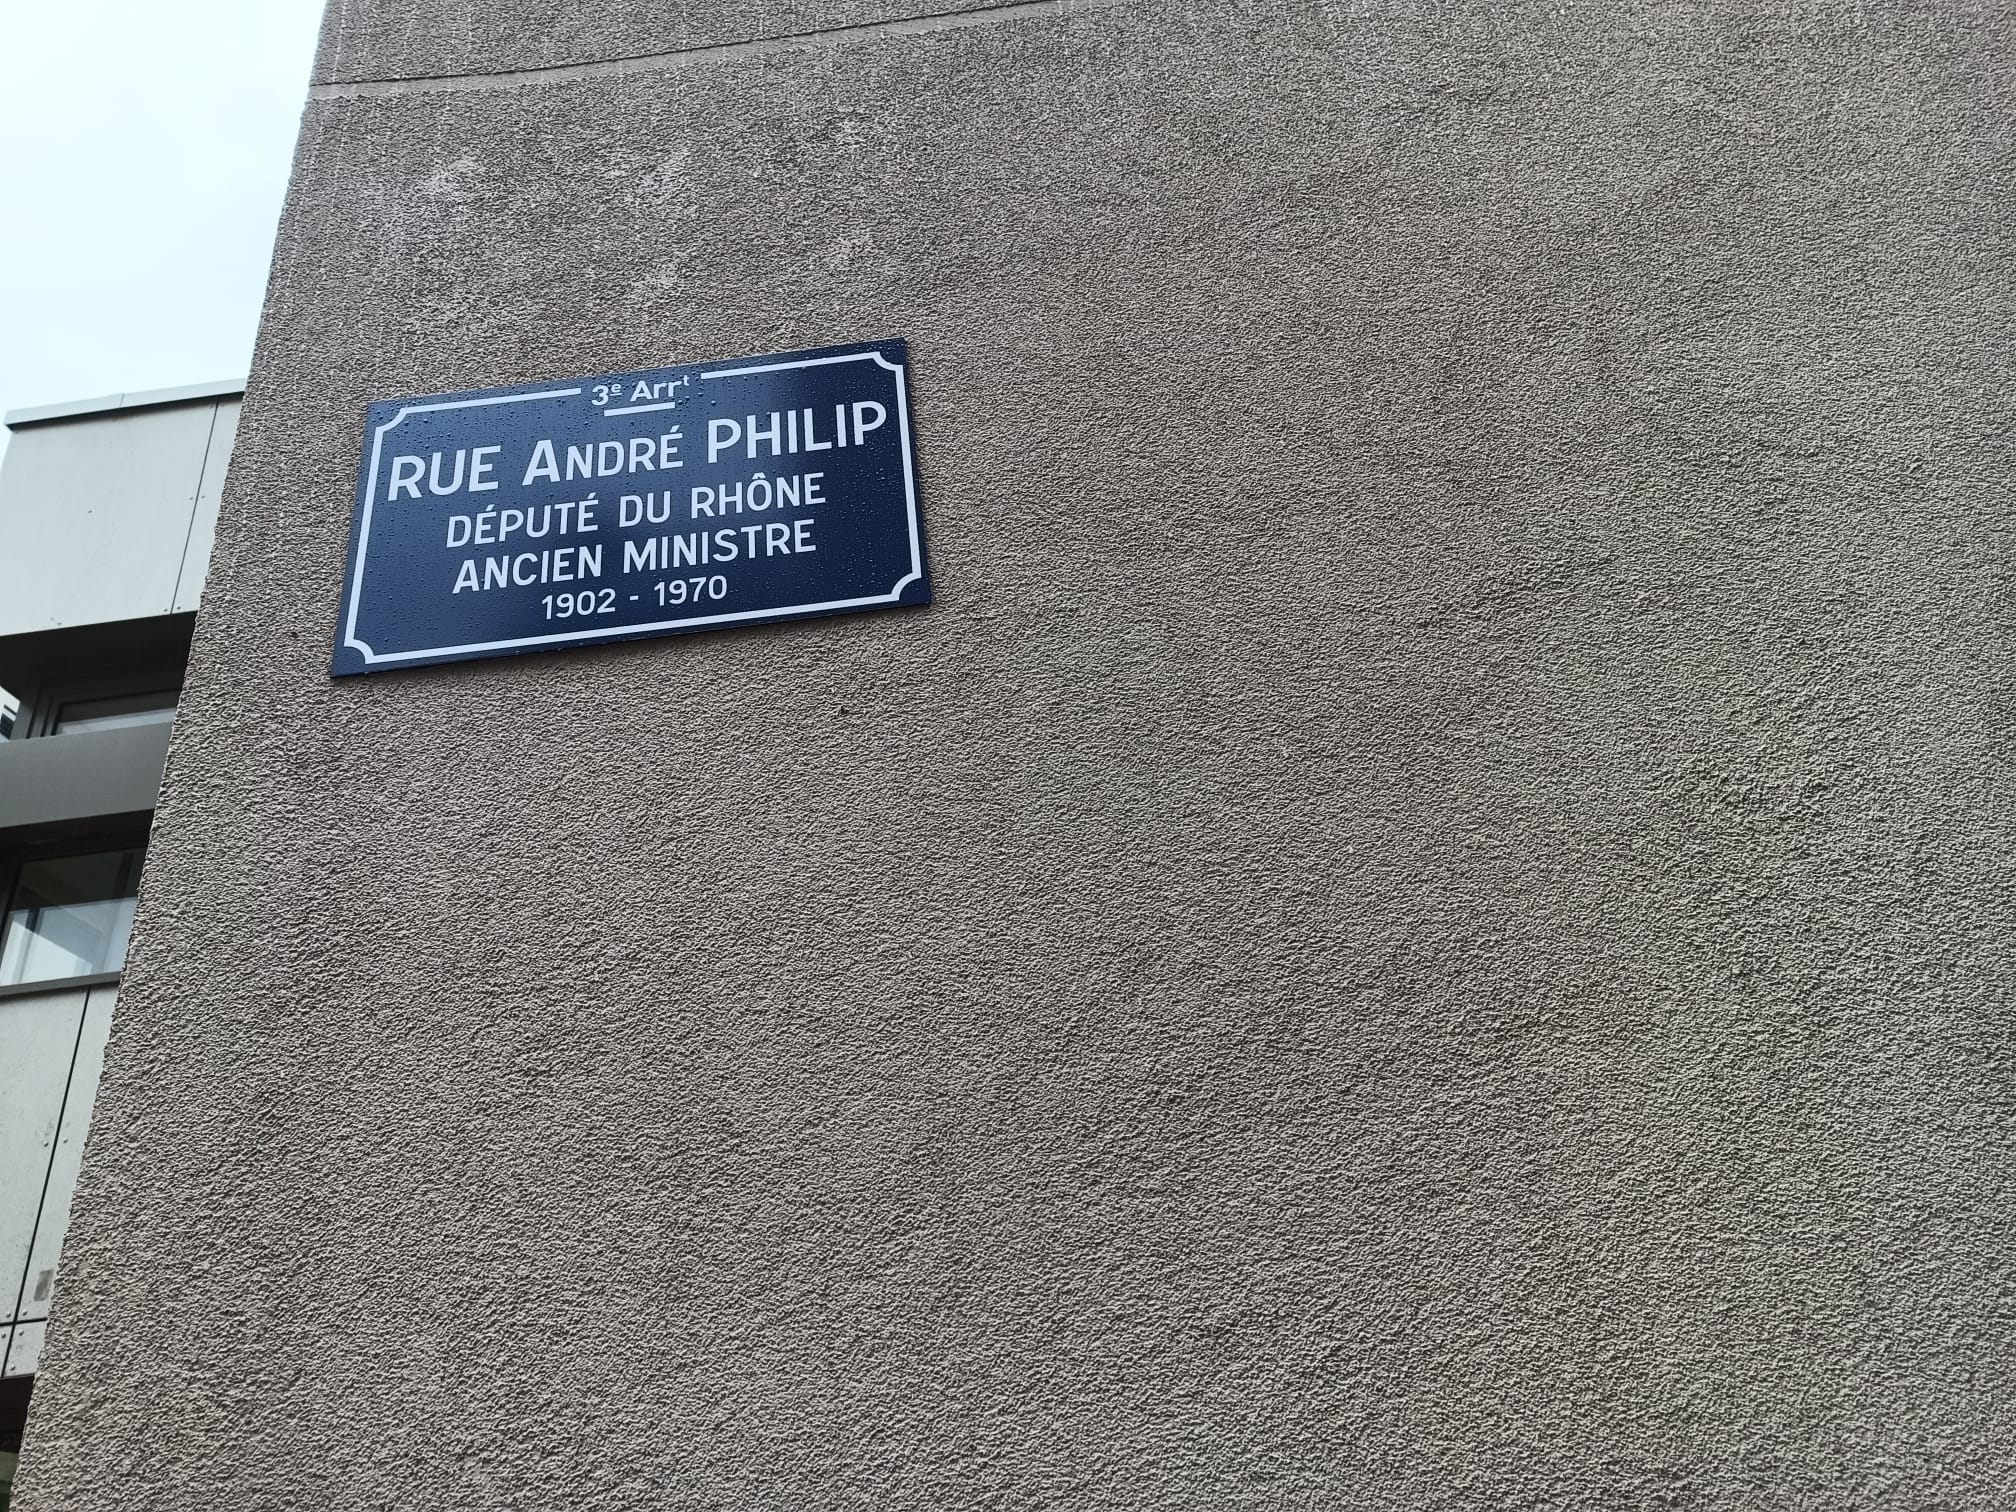 3e Arrt
RUE ANDRÉ PHILIP
DÉPUTÉ DU RHÔNE
ANCIEN MINISTRE
1902 - 1970